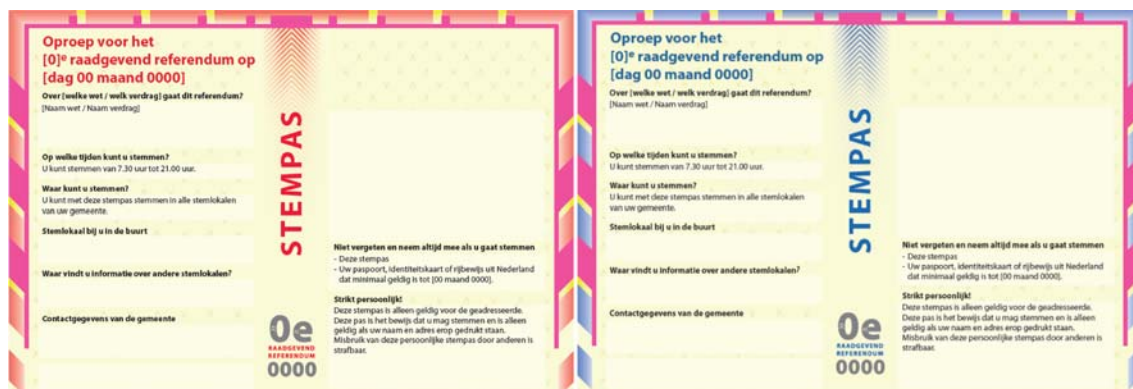 Oproep voor het
[0]e raadgevend referendum op
[dag 00 maand 0000]
Over [welke wet / welk verdrag] gaat dit referendum?
[Naam wet / Naam verdrag]
Op welke tijden kunt u stemmen?
U kunt stemmen van 7.30 uur tot 21.00 uur.
Waar kunt u stemmen?
U kunt met deze stempas stemmen in alle stemlokalen
van uw gemeente.
Stemlokaal bij u in de buurt
Waar vindt u informatie over andere stemlokalen?
Contactgegevens van de gemeente
STEMPAS
0e
RAADGEVEND
REFERENDUM
0000
Niet vergeten en neem altijd mee als u gaat stemmen
- Deze stempas
- Uw paspoort, identiteitskaart of rijbewijs uit Nederland
dat minimaal geldig is tot [00 maand 0000].
Strikt persoonlijk!
Deze stempas is alleen geldig voor de geadresseerde.
Deze pas is het bewijs dat u mag stemmen en is alleen
geldig als uw naam en adres erop gedrukt staan.
Misbruik van deze persoonlijke stempas door anderen is
strafbaar.
Oproep voor het
[0]e raadgevend referendum op
[dag 00 maand 0000]
Over [welke wet / welk verdrag] gaat dit referendum?
[Naam wet / Naam verdrag]
Op welke tijden kunt u stemmen?
U kunt stemmen van 7.30 uur tot 21.00 uur.
Waar kunt u stemmen?
U kunt met deze stempas stemmen in alle stemlokalen
van uw gemeente.
Stemlokaal bij u in de buurt
Waar vindt u informatie over andere stemlokalen?
Contactgegevens van de gemeente
STEMPAS
0e
RAADGEVEND
REFERENDUM
0000
Niet vergeten en neem altijd mee als u gaat stemmen
- Deze stempas
- Uw paspoort, identiteitskaart of rijbewijs uit Nederland
dat minimaal geldig is tot [00 maand 0000].
Strikt persoonlijk!
Deze stempas is alleen geldig voor de geadresseerde.
Deze pas is het bewijs dat u mag stemmen en is alleen
geldig als uw naam en adres erop gedrukt staan.
Misbruik van deze persoonlijke stempas door anderen is
strafbaar.